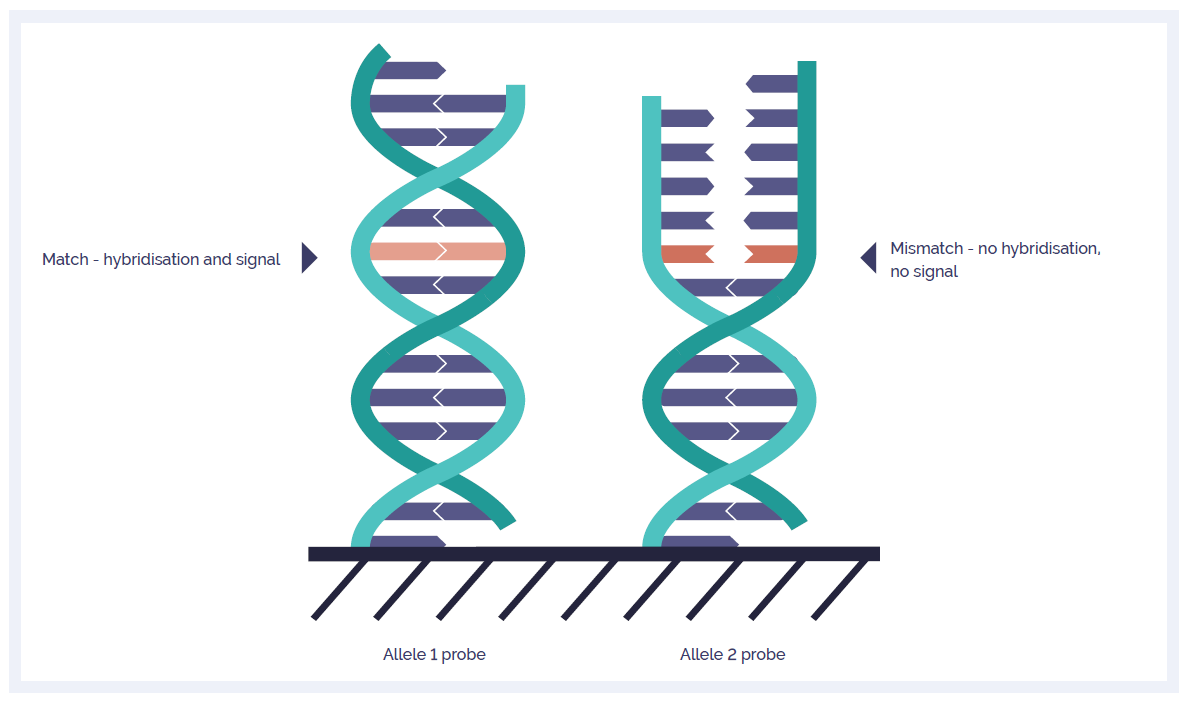 Match - hybridisation and signal
Mismatch - no hybridisation,
no signal
Allele 1 probe
Allele 2 probe